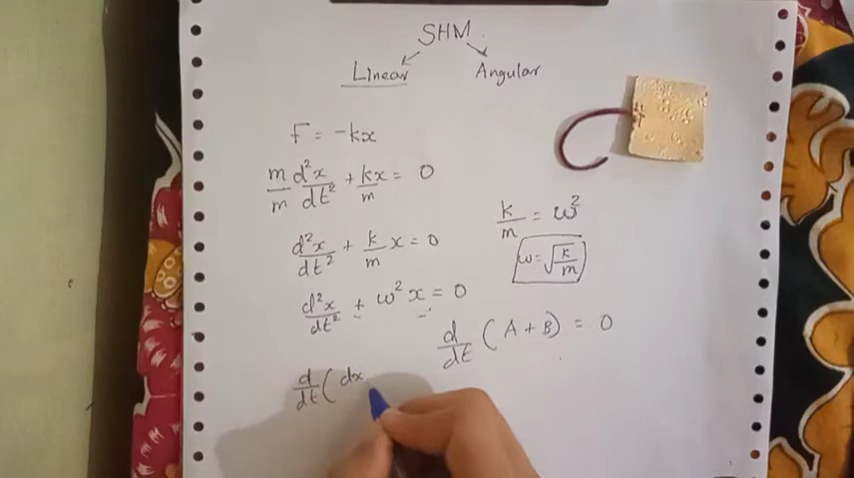 SHM
Linear Angular
F = -kx
m/m d²x/dt² + kx/m = 0
d²x/dt² + k/m x = 0
k/m = ω²
ω = √k/m
d²x/dt² + ω² x = 0
d/dt (A + B) = 0
d/dt ( dx